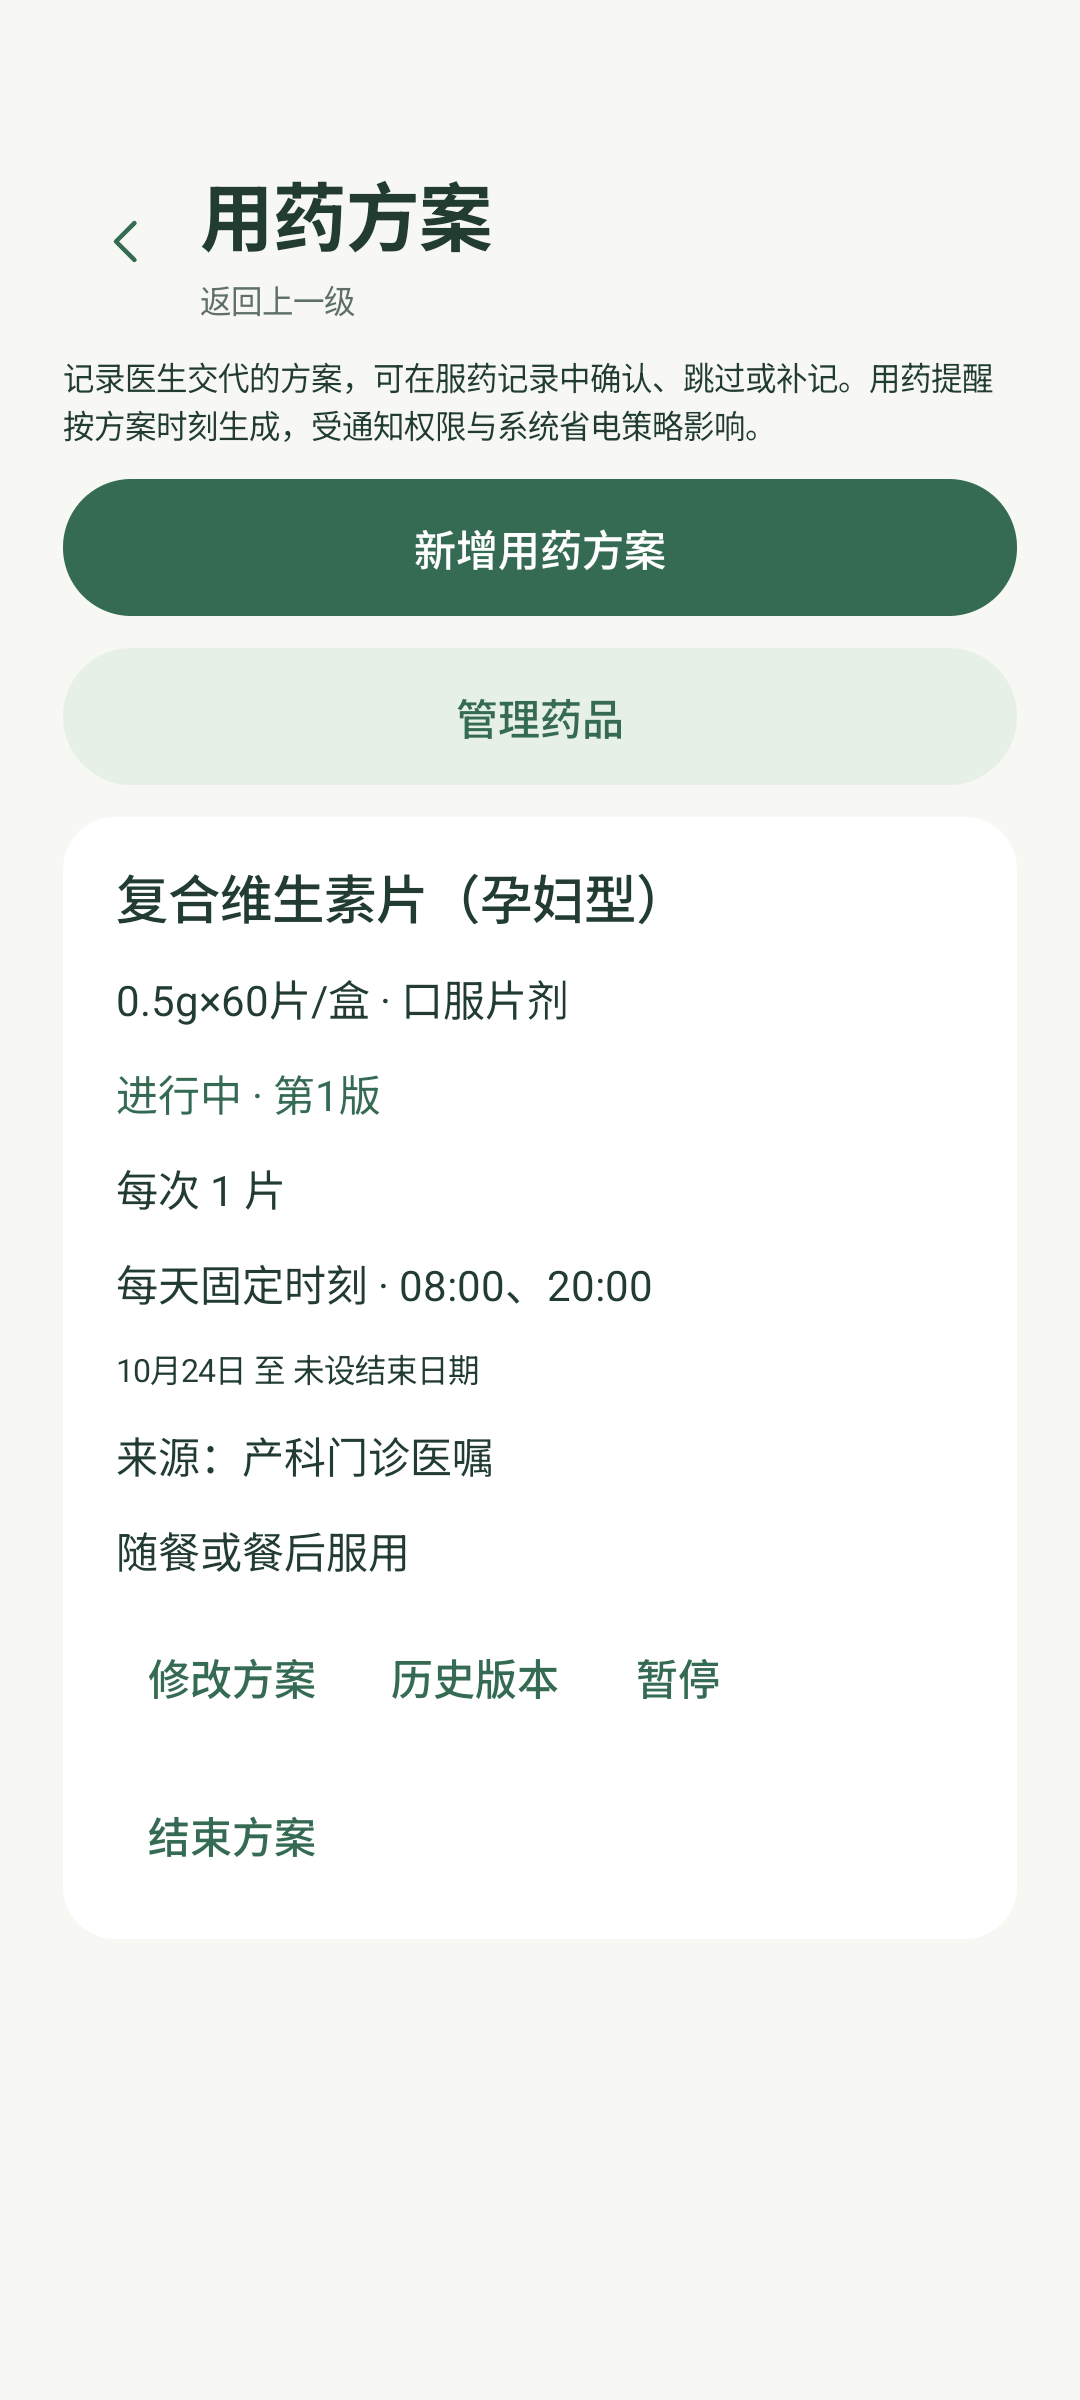 用药方案
返回上一级
记录医生交代的方案，可在服药记录中确认、跳过或补记。用药提醒
按方案时刻生成，受通知权限与系统省电策略影响。
新增用药方案
管理药品
复合维生素片（孕妇型）
0.5g×60片/盒 · 口服片剂
进行中 · 第1版
每次 1 片
每天固定时刻 · 08:00、20:00
10月24日 至 未设结束日期
来源：产科门诊医嘱
随餐或餐后服用
修改方案 历史版本 暂停
结束方案